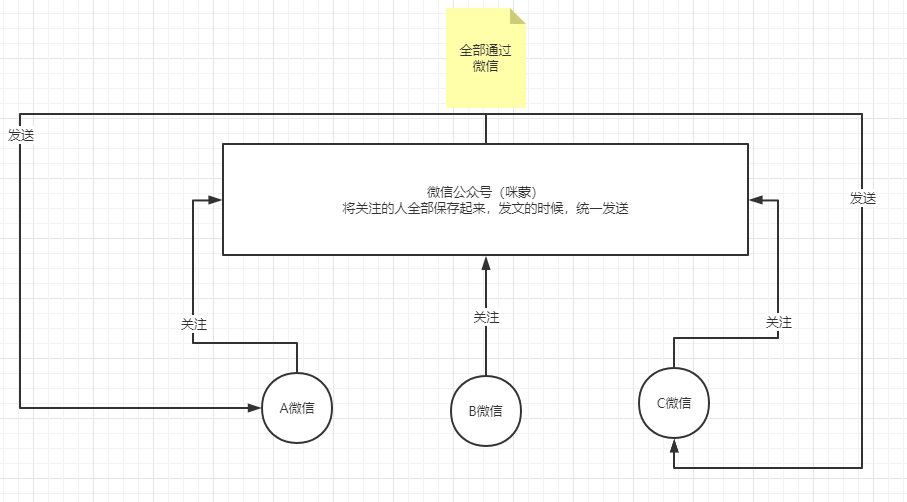 全部通过
微信
发送
微信公众号（咪蒙）
将关注的人全部保存起来，发文的时候，统一发送
发送
关注
关注
关注
A微信
B微信
C微信